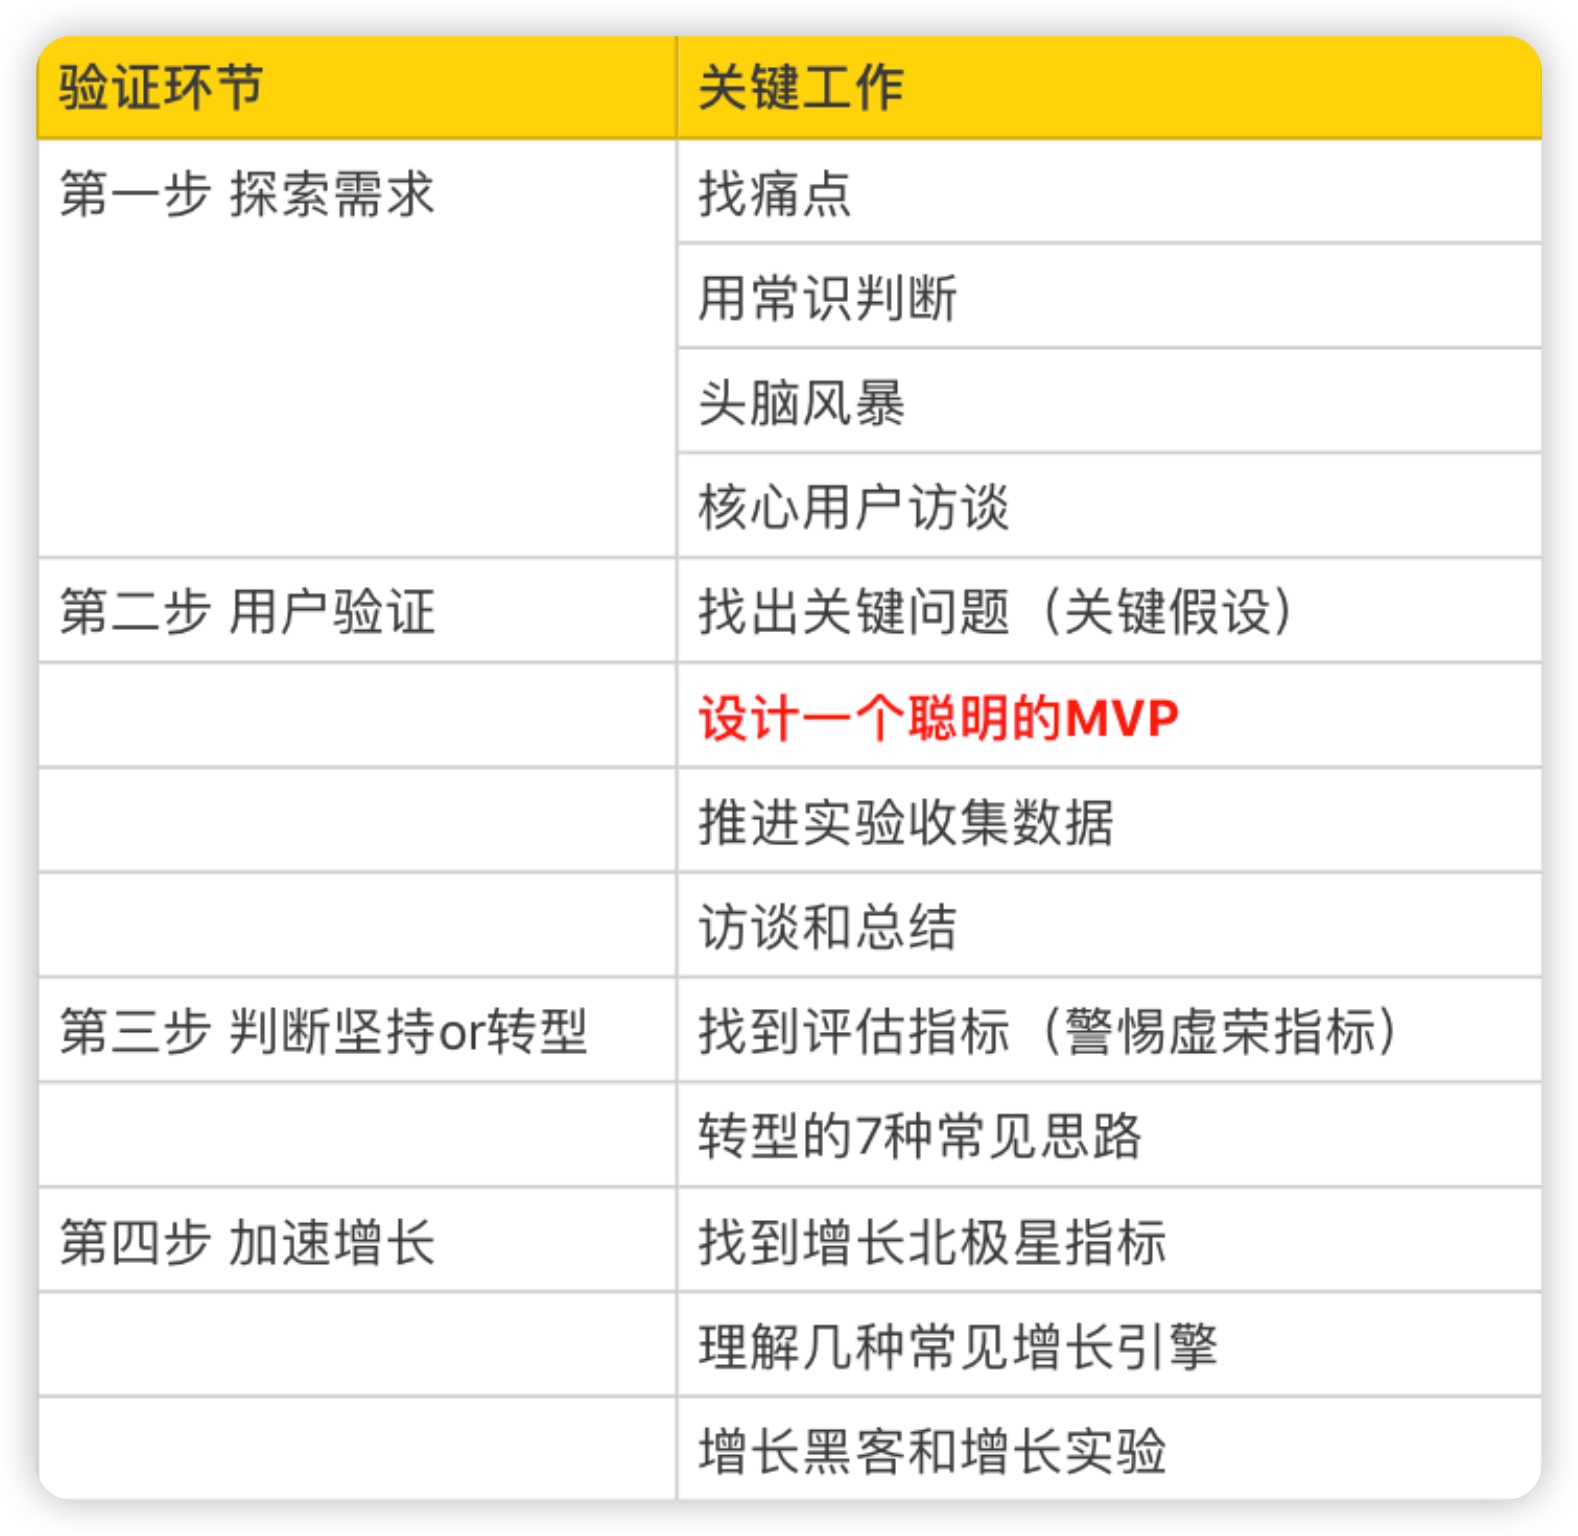 验证环节 关键工作
第一步 探索需求 找痛点
用常识判断
头脑风暴
核心用户访谈
第二步 用户验证 找出关键问题（关键假设）
设计一个聪明的MVP
推进实验收集数据
访谈和总结
第三步 判断坚持or转型 找到评估指标（警惕虚荣指标）
转型的7种常见思路
第四步 加速增长 找到增长北极星指标
理解几种常见增长引擎
增长黑客和增长实验